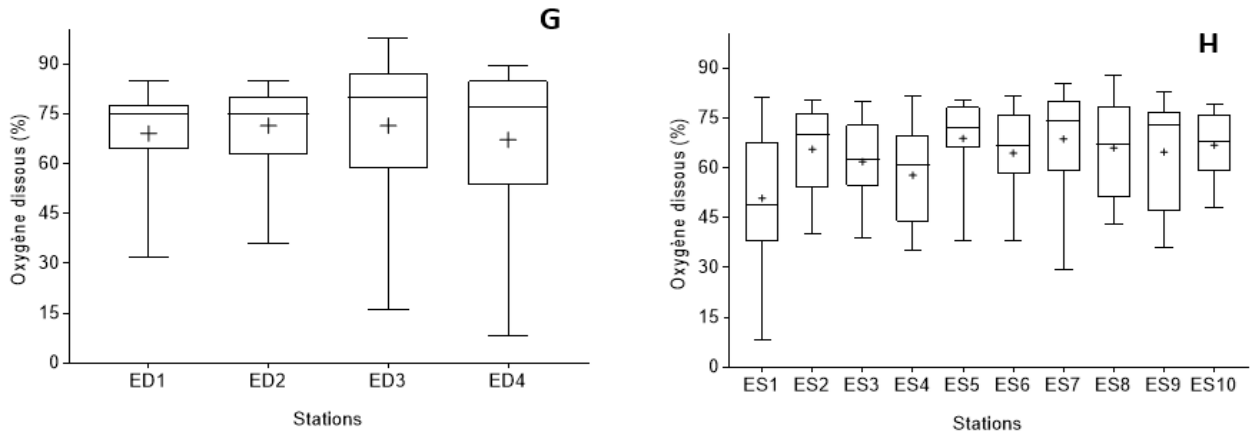 G
Oxygène dissous (%)
90
75
60
45
30
15
0
ED1 ED2 ED3 ED4
Stations
H
Oxygène dissous (%)
90
75
60
45
30
15
0
ES1 ES2 ES3 ES4 ES5 ES6 ES7 ES8 ES9 ES10
Stations